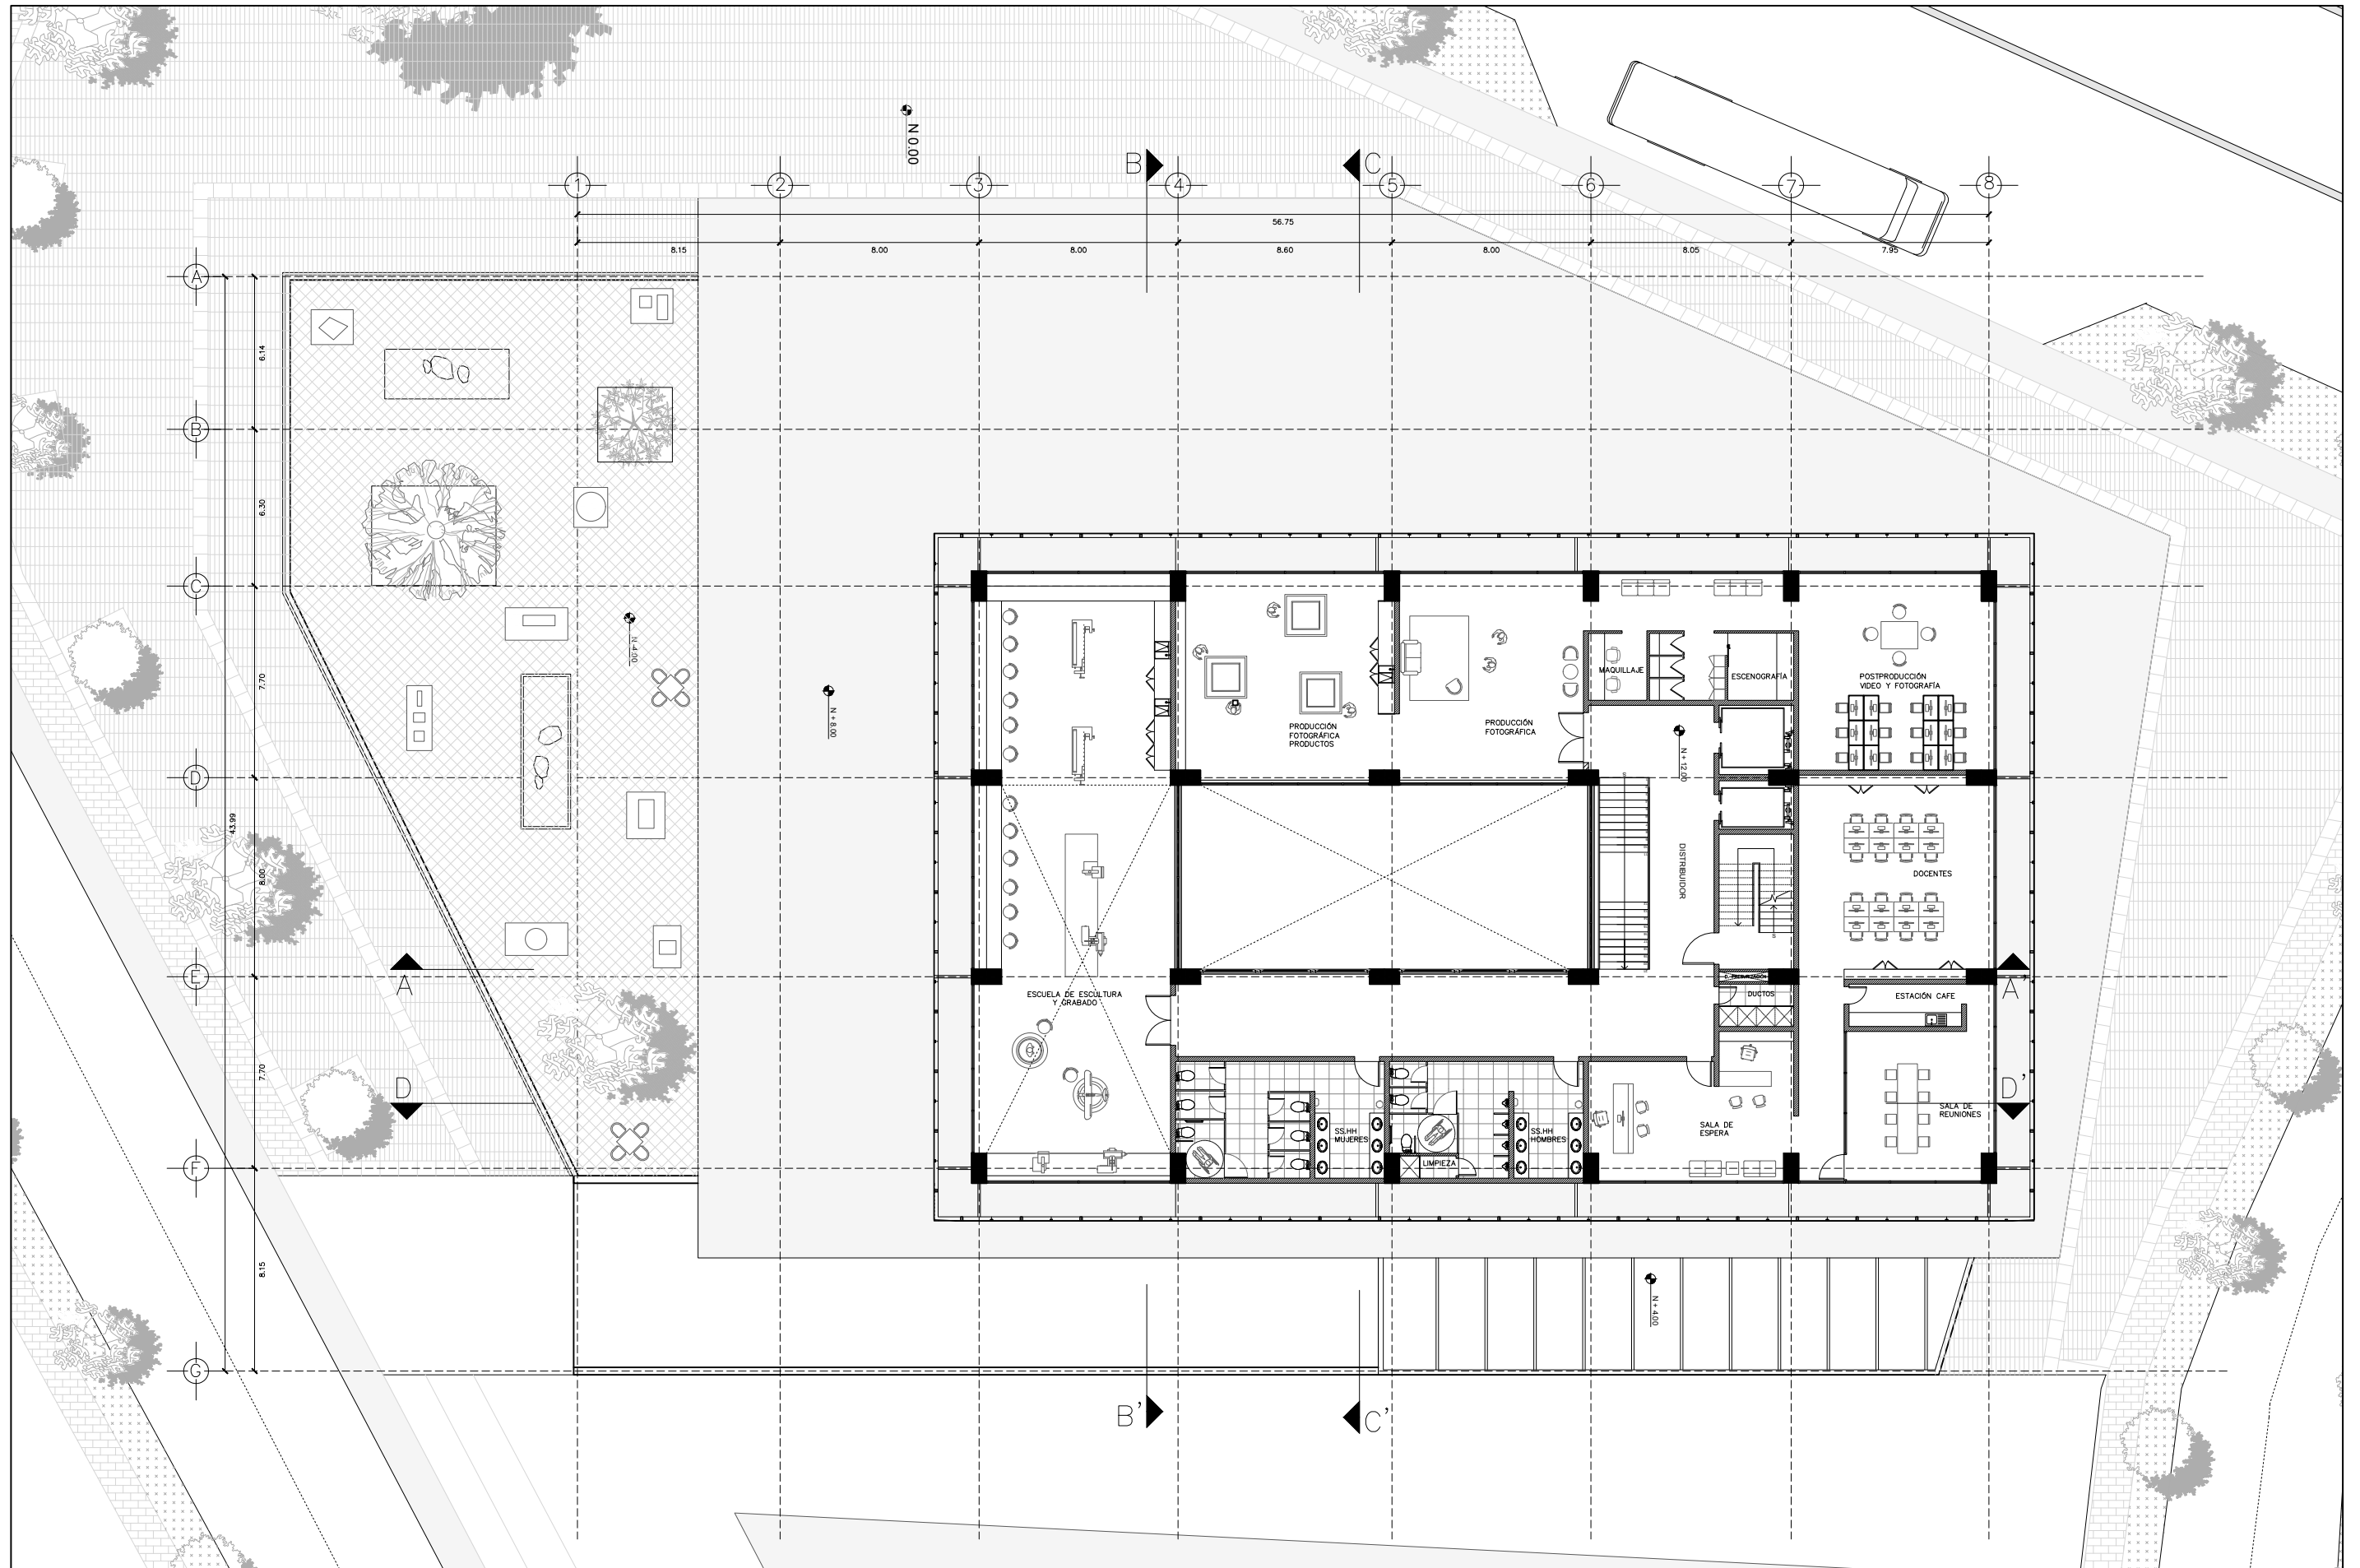 N 0.00
B
C
1
2
3
4
5
6
7
8
56.75
8.15
8.00
8.00
8.60
8.00
8.05
7.95
A
B
C
D
E
F
G
6.14
6.30
7.70
8.00
7.70
8.15
43.99
N -4.00
N + 8.00
MAQUILLAJE
ESCENOGRAFÍA
POSTPRODUCCIÓN
VIDEO Y FOTOGRAFÍA
PRODUCCIÓN
FOTOGRÁFICA
PRODUCTOS
PRODUCCIÓN
FOTOGRÁFICA
N + 12.00
DISTRIBUIDOR
DOCENTES
S
A
A'
ESCUELA DE ESCULTURA
Y GRABADO
DUCTOS
ESTACIÓN CAFE
D
D'
SS.HH
MUJERES
SS.HH
HOMBRES
LIMPIEZA
SALA DE
ESPERA
SALA DE
REUNIONES
N + 4.00
B'
C'